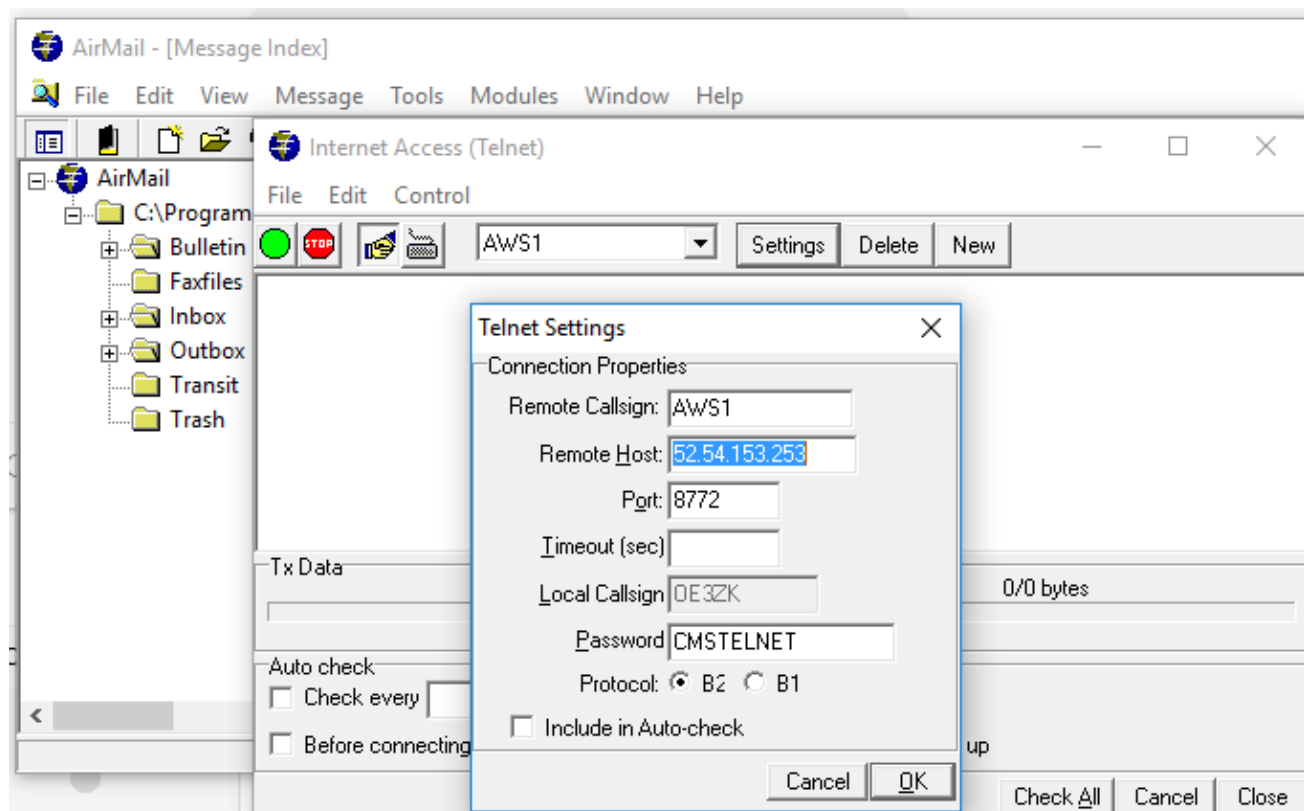 AirMail - [Message Index]
File Edit View Message Tools Modules Window Help
Internet Access (Telnet)
File Edit Control
STOP
AWS1
Settings Delete New
AirMail
C:\Program
Bulletin
Faxfiles
Inbox
Outbox
Transit
Trash
Telnet Settings
Connection Properties
Remote Callsign: AWS1
Remote Host: 52.54.153.253
Port: 8772
Timeout (sec)
Local Callsign OE3ZK
Password CMSTELNET
Protocol: B2 B1
Include in Auto-check
Cancel OK
Tx Data
0/0 bytes
Auto check
Check every
Before connecting
up
Check All Cancel Close